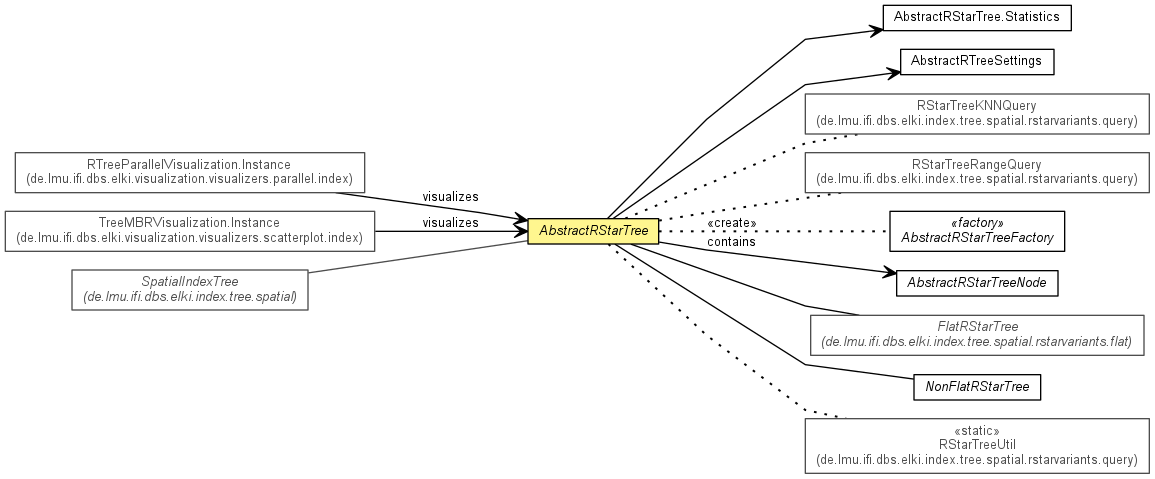 AbstractRStarTree.Statistics
AbstractRTreeSettings
RStarTreeKNNQuery
(de.lmu.ifi.dbs.elki.index.tree.spatial.rstarvariants.query)
RStarTreeRangeQuery
(de.lmu.ifi.dbs.elki.index.tree.spatial.rstarvariants.query)
RTreeParallelVisualization.Instance
(de.lmu.ifi.dbs.elki.visualization.visualizers.parallel.index)
visualizes
TreeMBRVisualization.Instance
(de.lmu.ifi.dbs.elki.visualization.visualizers.scatterplot.index)
visualizes
SpatialIndexTree
(de.lmu.ifi.dbs.elki.index.tree.spatial)
AbstractRStarTree
«create»
contains
«factory»
AbstractRStarTreeFactory
AbstractRStarTreeNode
FlatRStarTree
(de.lmu.ifi.dbs.elki.index.tree.spatial.rstarvariants.flat)
NonFlatRStarTree
«static»
RStarTreeUtil
(de.lmu.ifi.dbs.elki.index.tree.spatial.rstarvariants.query)